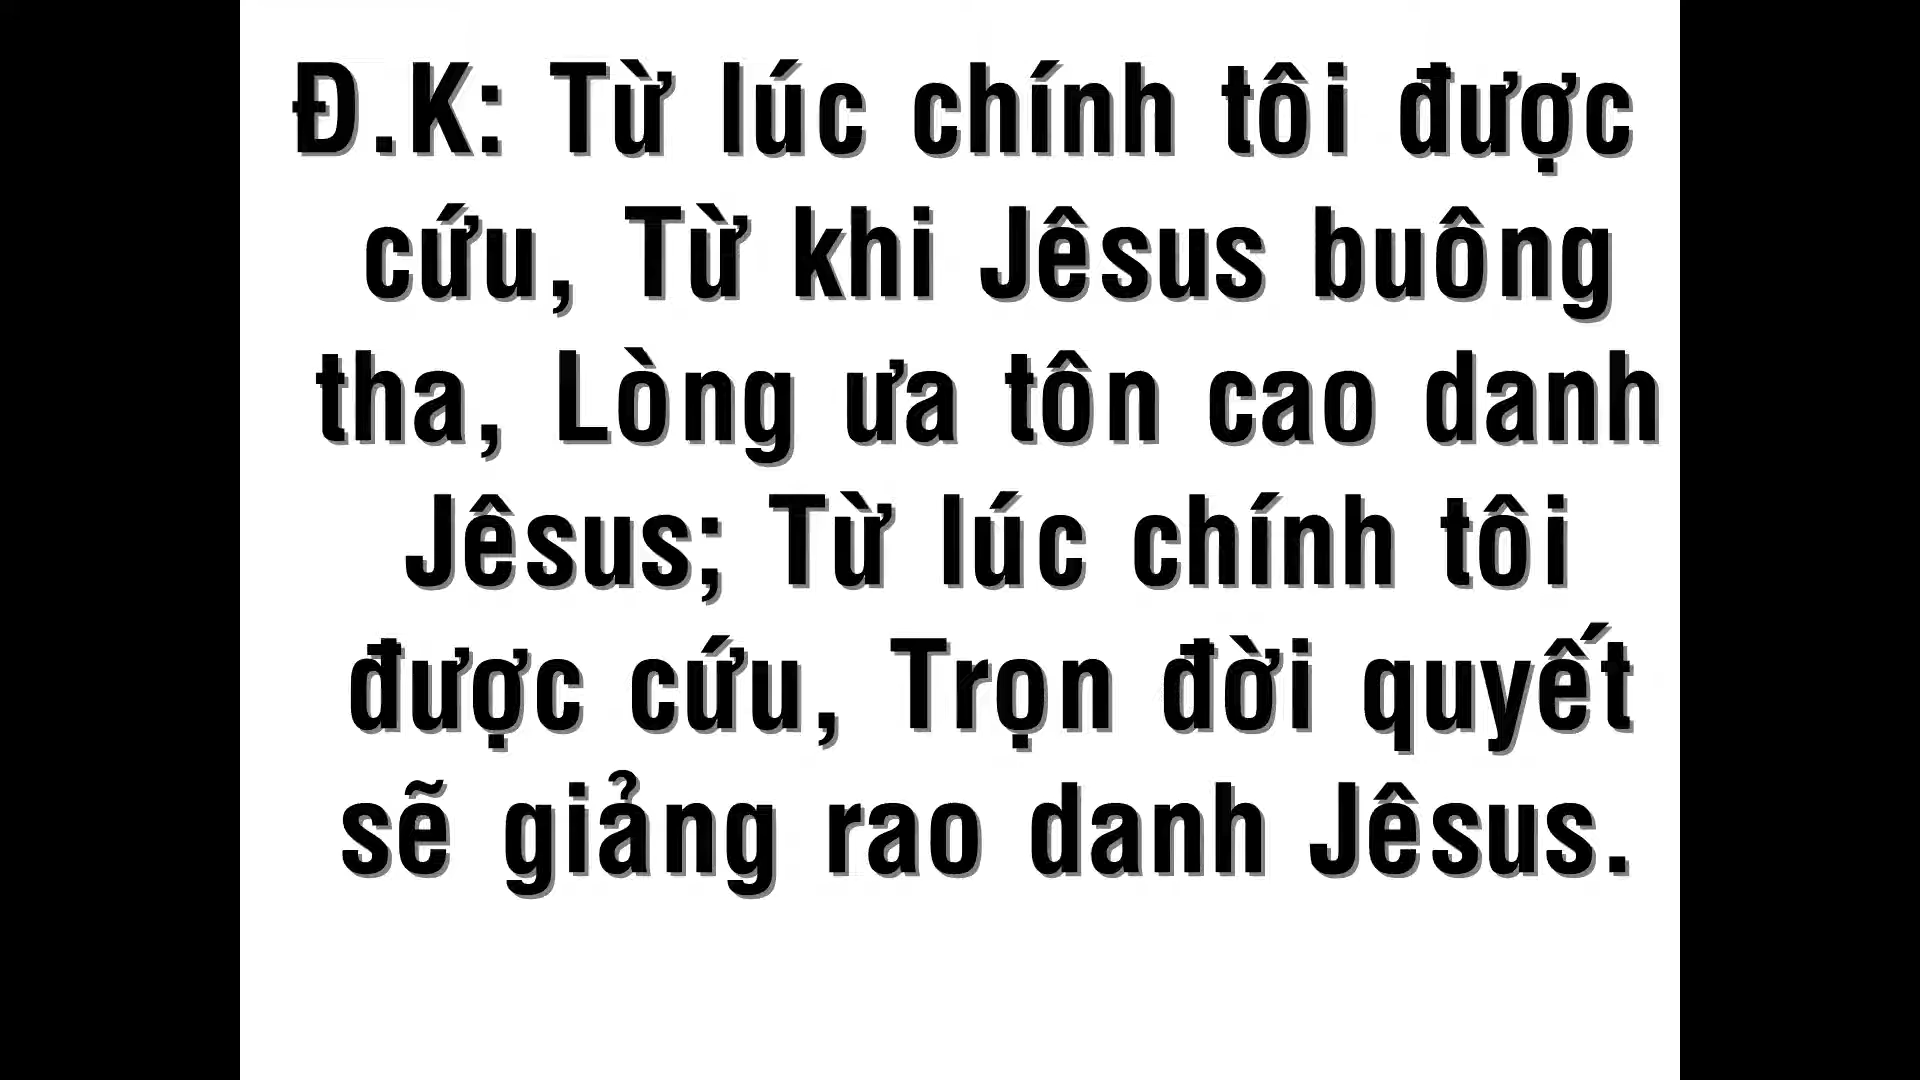 Đ.K: Từ lúc chính tôi được
cứu, Từ khi Jêsus buông
tha, Lòng ưa tôn cao danh
Jêsus; Từ lúc chính tôi
được cứu, Trọn đời quyết
sẽ giảng rao danh Jêsus.